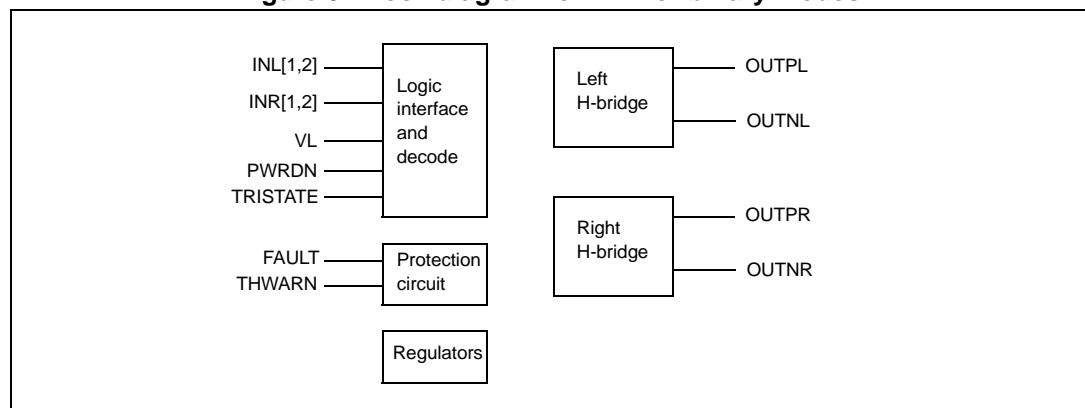 INL[1,2]
INR[1,2]
VL
PWRDN
TRISTATE
Logic
interface
and
decode
FAULT
THWARN
Protection
circuit
Regulators
Left
H-bridge
OUTPL
OUTNL
Right
H-bridge
OUTPR
OUTNR